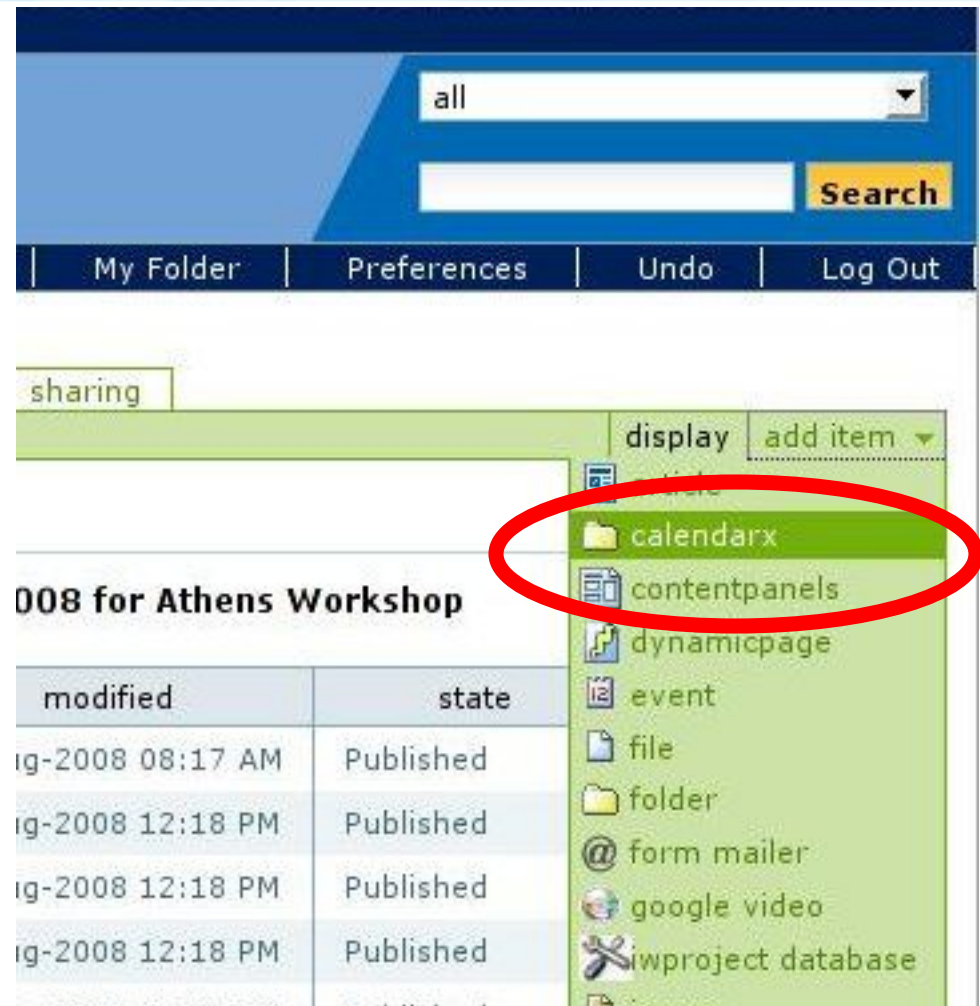 all
Search
My Folder Preferences Undo Log Out
sharing
display add item
article
calendarx
contentpanels
008 for Athens Workshop
dynamicpage
modified state
event
ug-2008 08:17 AM Published
file
folder
ug-2008 12:18 PM Published
form mailer
ug-2008 12:18 PM Published
google video
ug-2008 12:18 PM Published
iwproject database